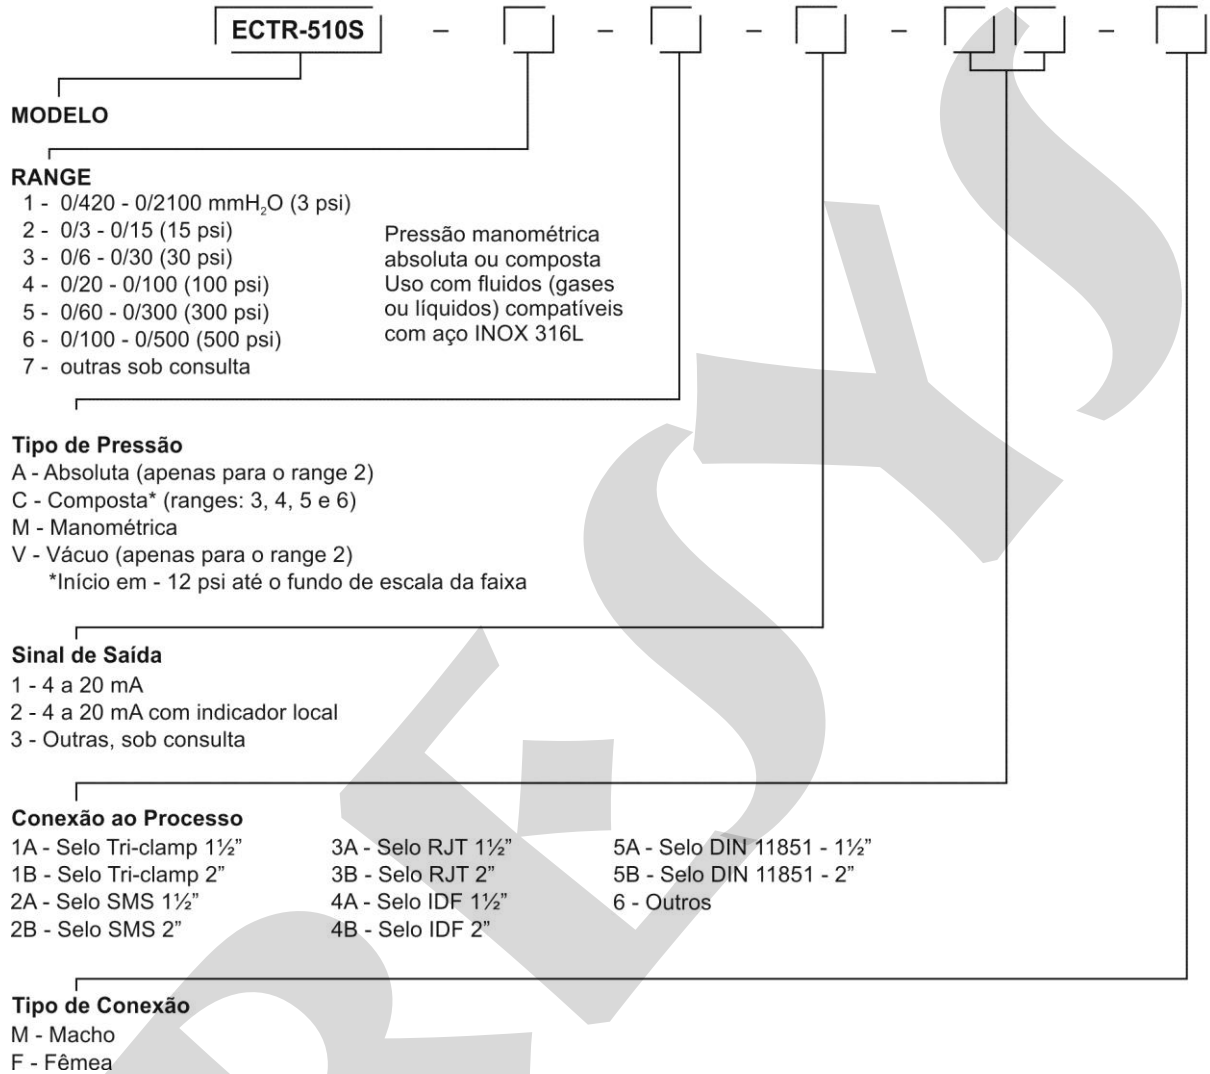 ECTR-510S – – – – –
MODELO
RANGE
1 - 0/420 - 0/2100 mmH₂O (3 psi)
2 - 0/3 - 0/15 (15 psi)
3 - 0/6 - 0/30 (30 psi)
4 - 0/20 - 0/100 (100 psi)
5 - 0/60 - 0/300 (300 psi)
6 - 0/100 - 0/500 (500 psi)
7 - outras sob consulta
Pressão manométrica
absoluta ou composta
Uso com fluidos (gases
ou líquidos) compatíveis
com aço INOX 316L
Tipo de Pressão
A - Absoluta (apenas para o range 2)
C - Composta* (ranges: 3, 4, 5 e 6)
M - Manométrica
V - Vácuo (apenas para o range 2)
*Início em - 12 psi até o fundo de escala da faixa
Sinal de Saída
1 - 4 a 20 mA
2 - 4 a 20 mA com indicador local
3 - Outras, sob consulta
Conexão ao Processo
1A - Selo Tri-clamp 1½”
1B - Selo Tri-clamp 2”
2A - Selo SMS 1½”
2B - Selo SMS 2”
3A - Selo RJT 1½”
3B - Selo RJT 2”
4A - Selo IDF 1½”
4B - Selo IDF 2”
5A - Selo DIN 11851 - 1½”
5B - Selo DIN 11851 - 2”
6 - Outros
Tipo de Conexão
M - Macho
F - Fêmea
RESYS